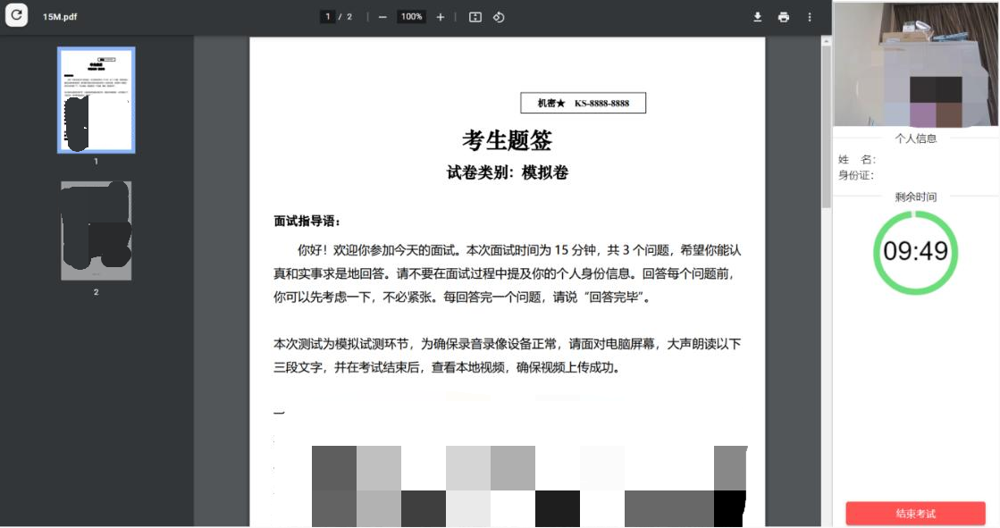 15M.pdf
1 / 2
100%
1
2
机密★ KS-8888-8888
考生题签
试卷类别：模拟卷
面试指导语：
你好！欢迎你参加今天的面试。本次面试时间为 15 分钟，共 3 个问题，希望你能认
真和实事求是地回答。请不要在面试过程中提及你的个人身份信息。回答每个问题前，
你可以先考虑一下，不必紧张。每回答完一个问题，请说“回答完毕”。
本次测试为模拟试测环节，为确保录音录像设备正常，请面对电脑屏幕，大声朗读以下
三段文字，并在考试结束后，查看本地视频，确保视频上传成功。
个人信息
姓 名：
身份证：
剩余时间
09:49
结束考试